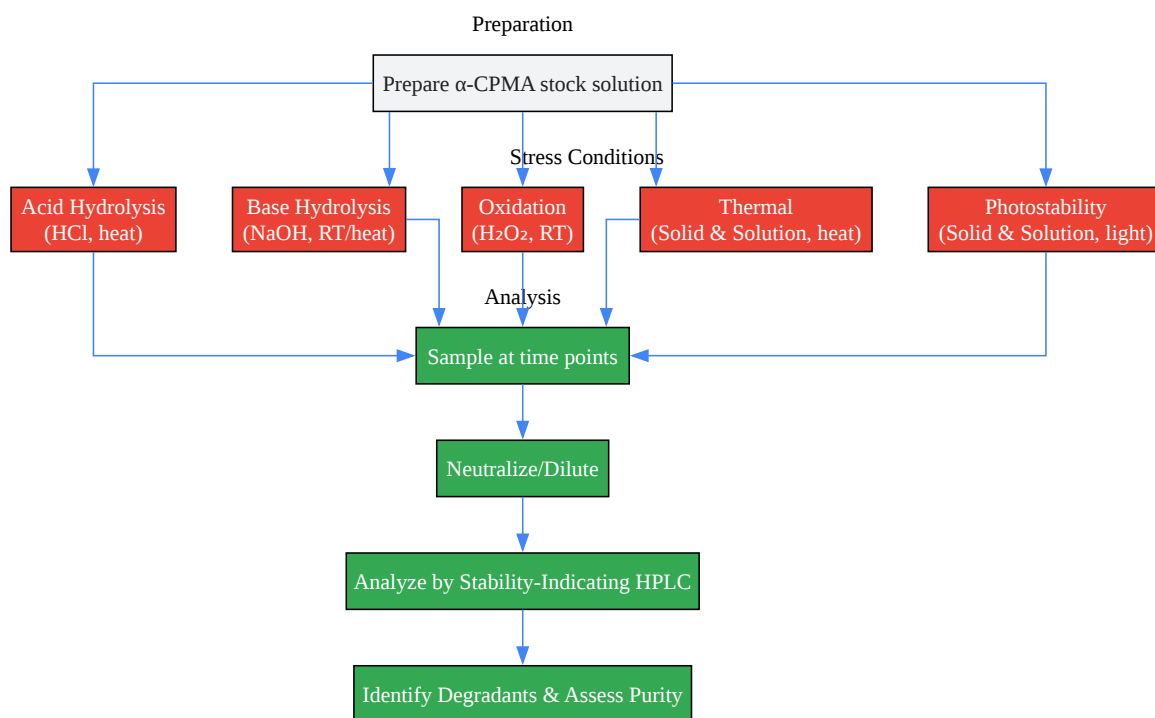 Preparation
Prepare α-CPMA stock solution
Stress Conditions
Acid Hydrolysis
(HCl, heat)
Base Hydrolysis
(NaOH, RT/heat)
Oxidation
(H₂O₂, RT)
Thermal
(Solid & Solution, heat)
Photostability
(Solid & Solution, light)
Analysis
Sample at time points
Neutralize/Dilute
Analyze by Stability-Indicating HPLC
Identify Degradants & Assess Purity